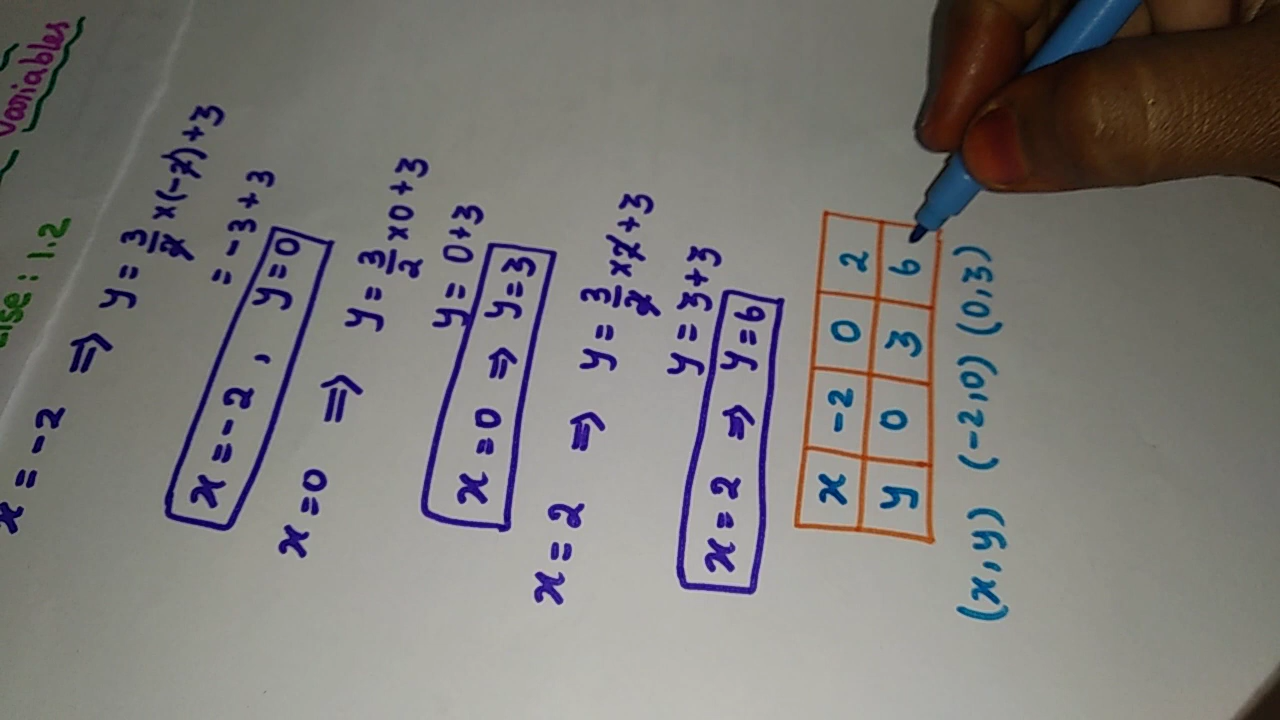 Variables
ise : 1.2
x = -2 ⇒ y = 3/2 × (-2) + 3
= -3 + 3
x = -2 , y = 0
x = 0 ⇒ y = 3/2 × 0 + 3
y = 0 + 3
x = 0 ⇒ y = 3
x = 2 ⇒ y = 3/2 × 2 + 3
y = 3 + 3
x = 2 ⇒ y = 6
x -2 0 2
y 0 3 6
(x, y) (-2, 0) (0, 3)